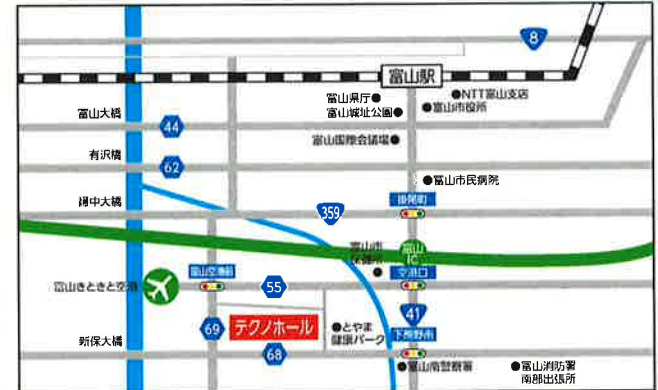 8
富山駅
富山県庁
NTT富山支店
富山城址公園
富山市役所
富山大橋
44
富山国際会議場
有沢橋
62
富山市民病院
掛尾町
婦中大橋
359
富山市
保健所
富山
IC
富山空港前
空港口
富山きときと空港
55
41
69
テクノホール
とやま
健康パーク
下熊野南
新保大橋
68
富山南警察署
富山消防署
南部出張所